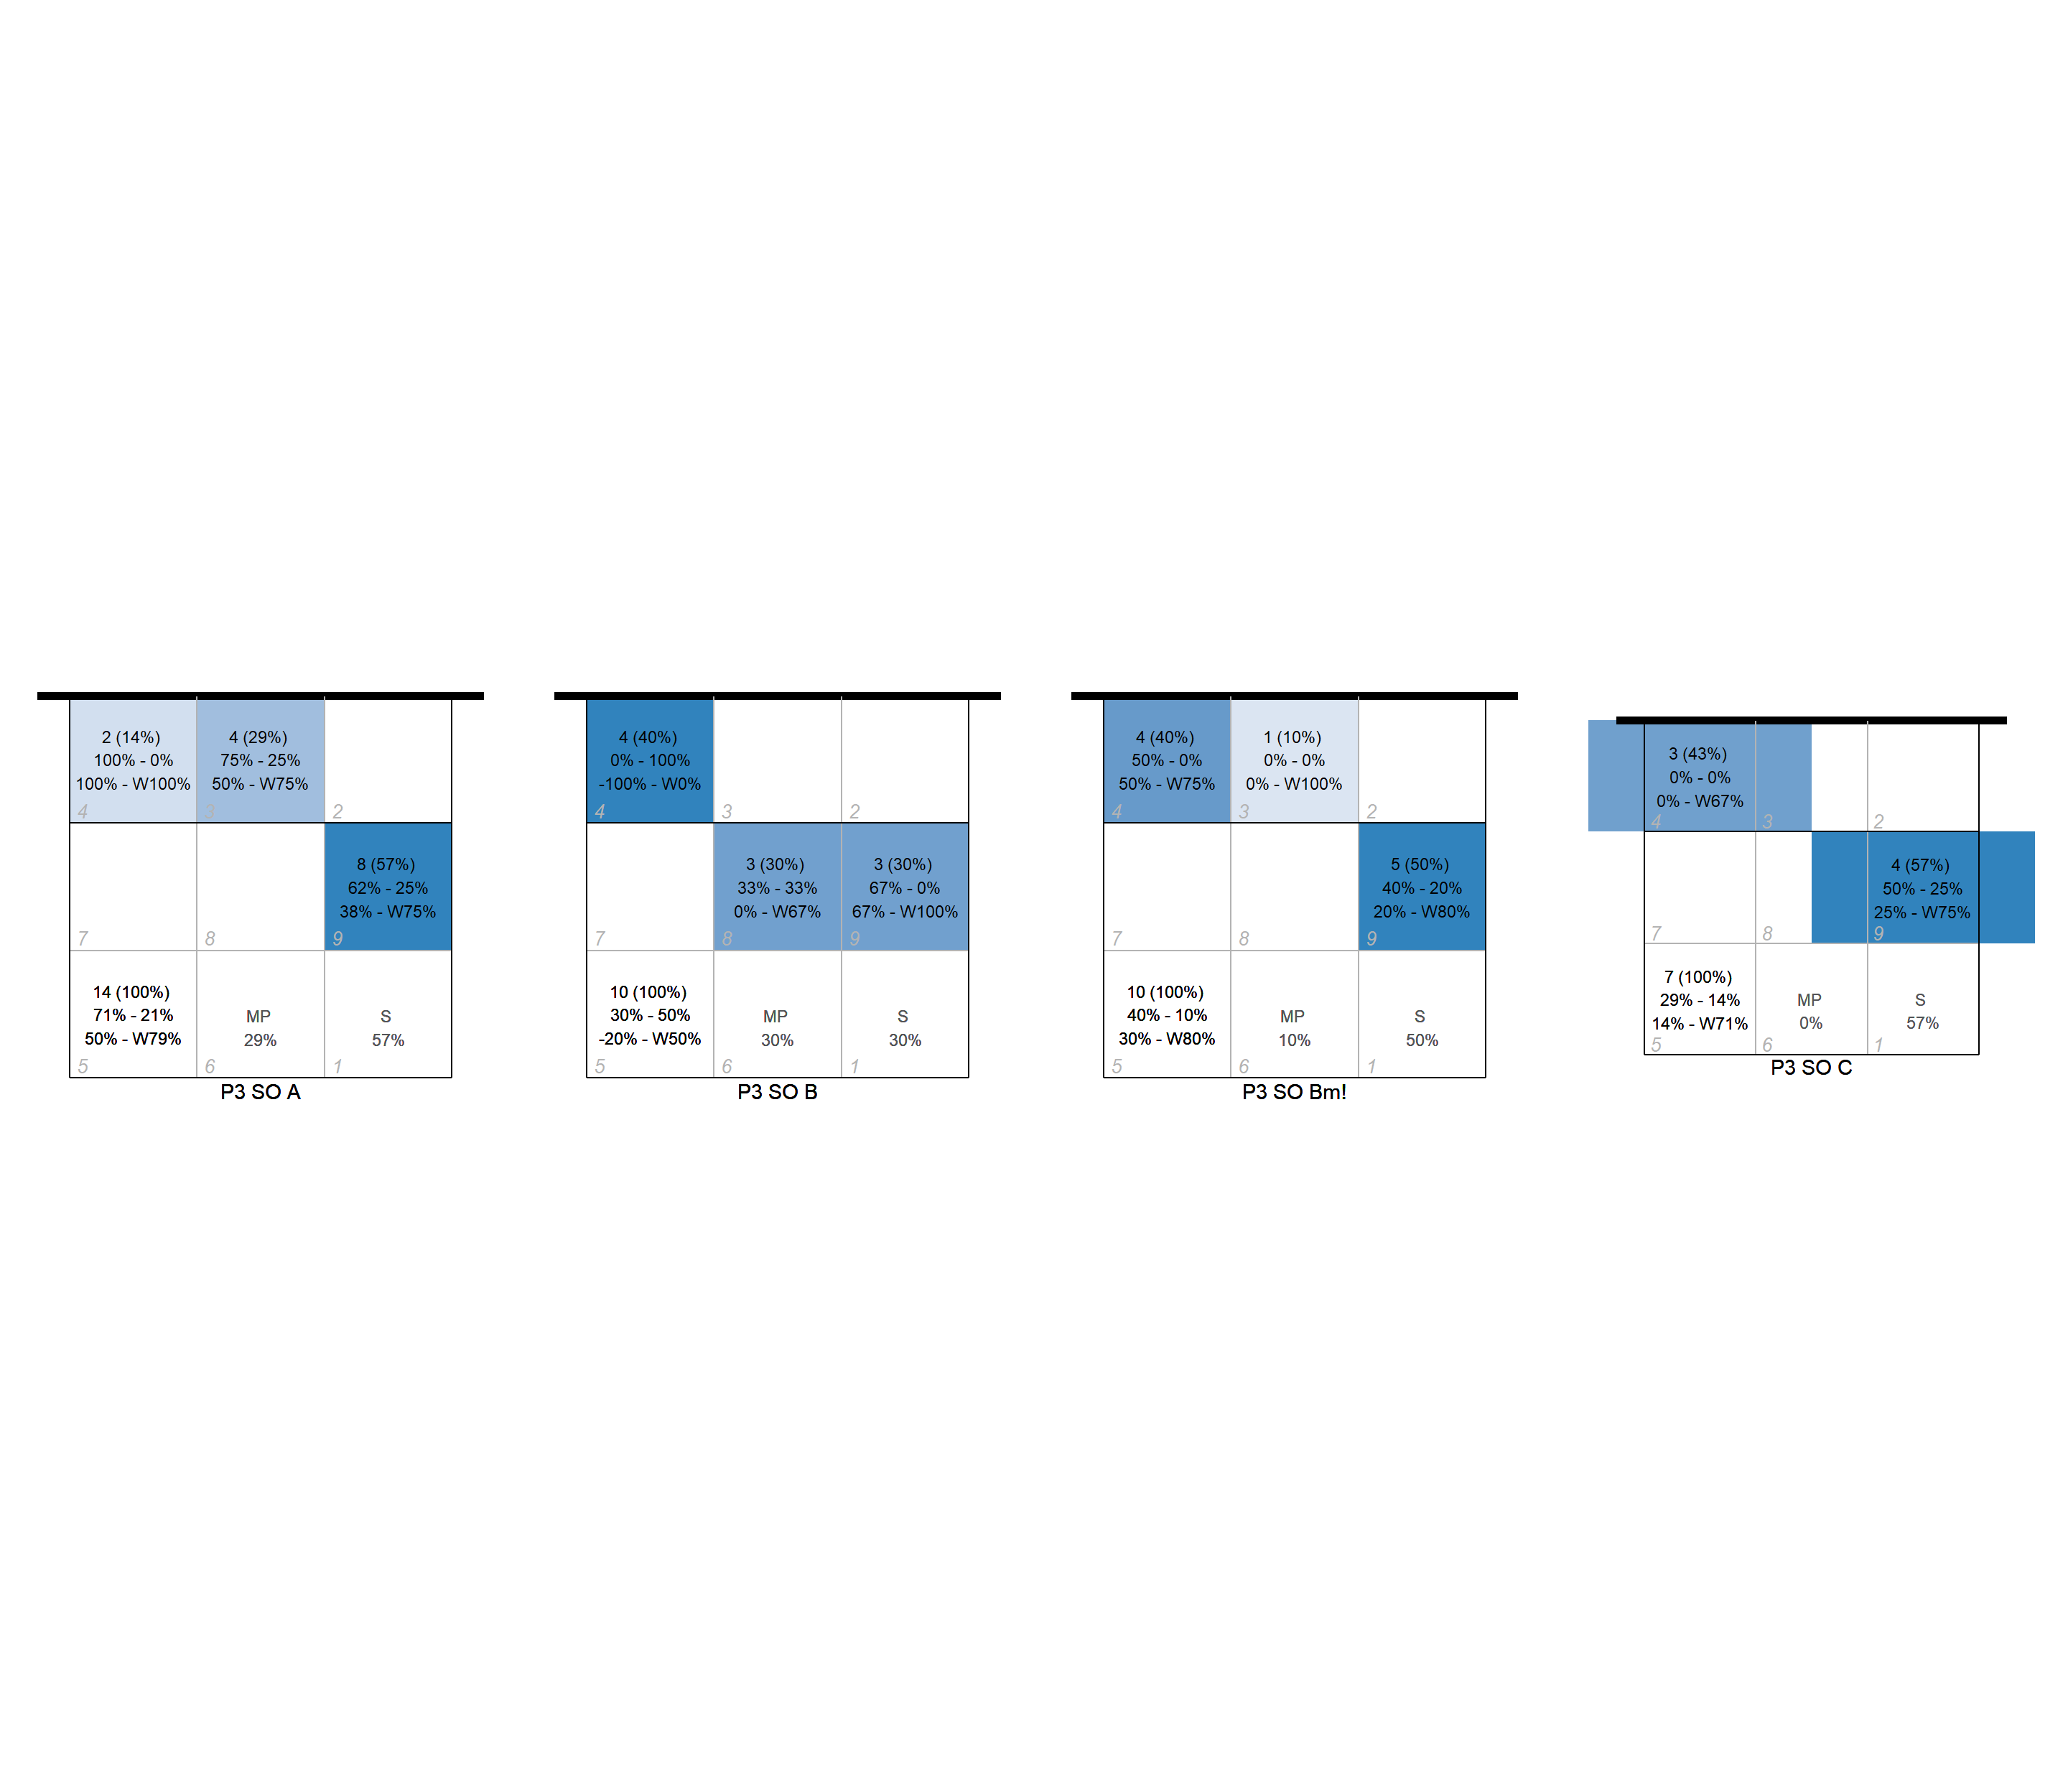 2 (14%)
100% - 0%
100% - W100%
4
4 (29%)
75% - 25%
50% - W75%
3
2
7
8
8 (57%)
62% - 25%
38% - W75%
9
14 (100%)
71% - 21%
50% - W79%
5
MP
29%
6
S
57%
1
P3 SO A
4 (40%)
0% - 100%
-100% - W0%
4
3
2
7
3 (30%)
33% - 33%
0% - W67%
8
3 (30%)
67% - 0%
67% - W100%
9
10 (100%)
30% - 50%
-20% - W50%
5
MP
30%
6
S
30%
1
P3 SO B
4 (40%)
50% - 0%
50% - W75%
4
1 (10%)
0% - 0%
0% - W100%
3
2
7
8
5 (50%)
40% - 20%
20% - W80%
9
10 (100%)
40% - 10%
30% - W80%
5
MP
10%
6
S
50%
1
P3 SO Bm!
3 (43%)
0% - 0%
0% - W67%
4
3
2
7
8
4 (57%)
50% - 25%
25% - W75%
9
7 (100%)
29% - 14%
14% - W71%
5
MP
0%
6
S
57%
1
P3 SO C